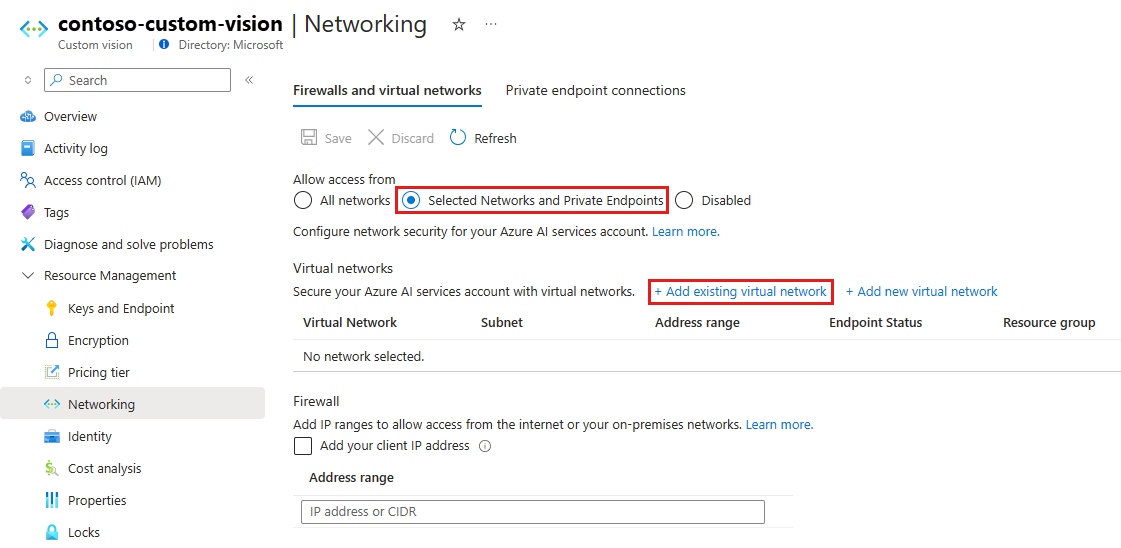 contoso-custom-vision | Networking ☆ ···
Custom vision | Directory: Microsoft
Search
Overview
Activity log
Access control (IAM)
Tags
Diagnose and solve problems
Resource Management
Keys and Endpoint
Encryption
Pricing tier
Networking
Identity
Cost analysis
Properties
Locks
Firewalls and virtual networks Private endpoint connections
Save Discard Refresh
Allow access from
All networks Selected Networks and Private Endpoints Disabled
Configure network security for your Azure AI services account. Learn more.
Virtual networks
Secure your Azure AI services account with virtual networks. + Add existing virtual network + Add new virtual network
Virtual Network Subnet Address range Endpoint Status Resource group
No network selected.
Firewall
Add IP ranges to allow access from the internet or your on-premises networks. Learn more.
Add your client IP address
Address range
IP address or CIDR